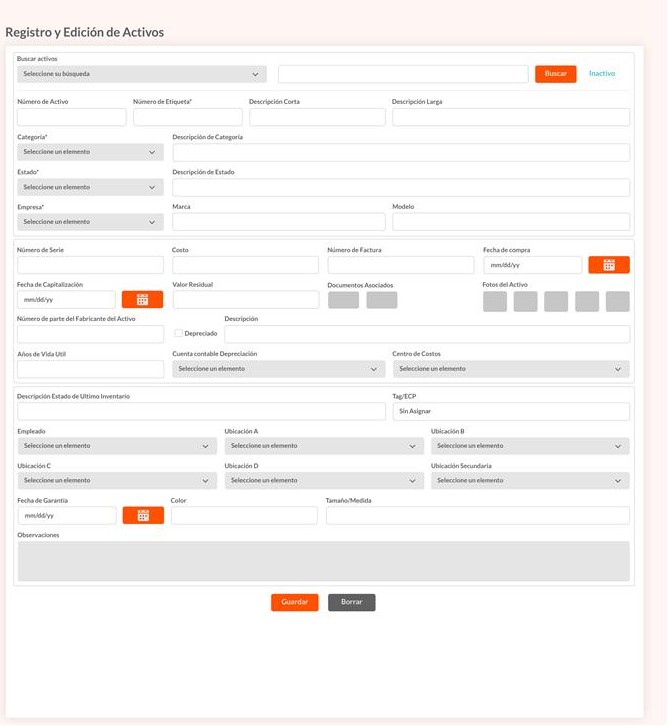 Registro y Edición de Activos
Buscar activos
Seleccione su búsqueda Buscar Inactivo
Número de Activo Número de Etiqueta* Descripción Corta Descripción Larga
Categoría* Descripción de Categoría
Seleccione un elemento
Estado* Descripción de Estado
Seleccione un elemento
Empresa* Marca Modelo
Seleccione un elemento
Número de Serie Costo Número de Factura Fecha de compra
mm/dd/yy
Fecha de Capitalización Valor Residual Documentos Asociados Fotos del Activo
mm/dd/yy
Número de parte del Fabricante del Activo Descripción
Depreciado
Años de Vida Util Cuenta contable Depreciación Centro de Costos
Seleccione un elemento Seleccione un elemento
Descripción Estado de Ultimo Inventario Tag/ECP
Sin Asignar
Empleado Ubicación A Ubicación B
Seleccione un elemento Seleccione un elemento Seleccione un elemento
Ubicación C Ubicación D Ubicación Secundaria
Seleccione un elemento Seleccione un elemento Seleccione un elemento
Fecha de Garantía Color Tamaño/Medida
mm/dd/yy
Observaciones
Guardar Borrar